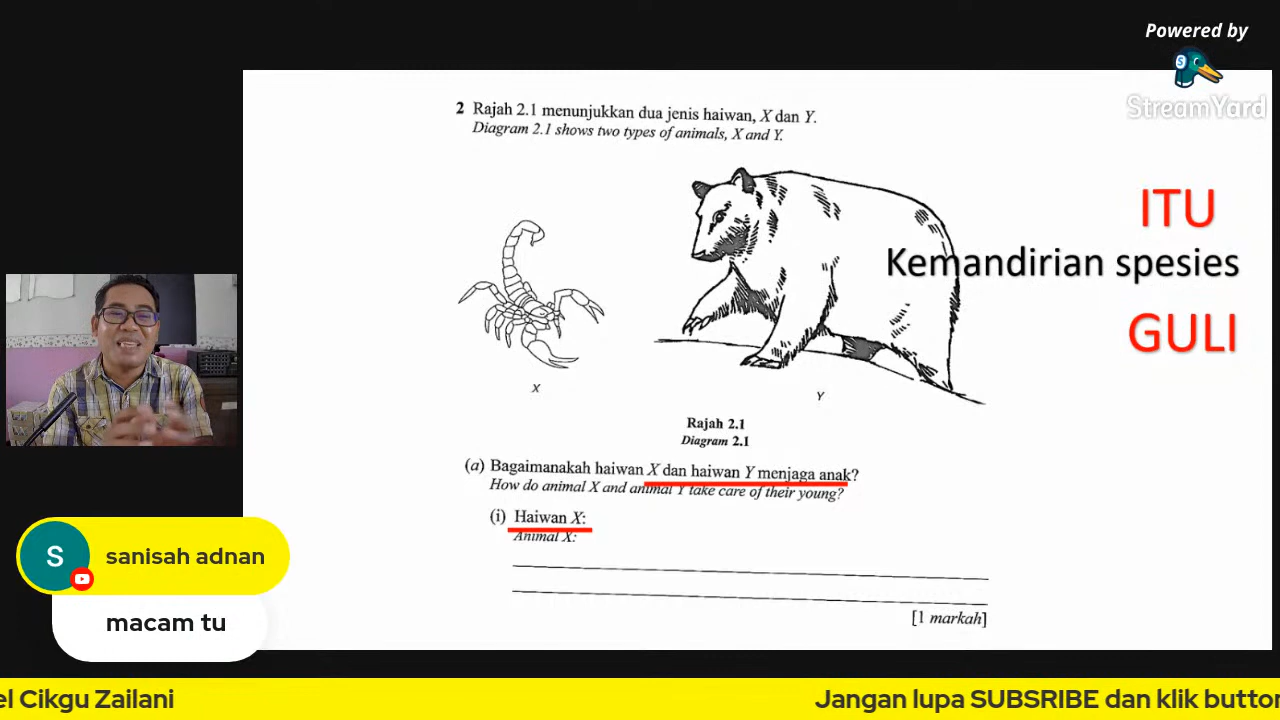 Powered by
S
StreamYard
2 Rajah 2.1 menunjukkan dua jenis haiwan, X dan Y.
Diagram 2.1 shows two types of animals, X and Y.
ITU
Kemandirian spesies
GULI
X
Y
Rajah 2.1
Diagram 2.1
(a) Bagaimanakah haiwan X dan haiwan Y menjaga anak?
How do animal X and animal Y take care of their young?
(i) Haiwan X:
Animal X:
[1 markah]
S
sanisah adnan
macam tu
el Cikgu Zailani
Jangan lupa SUBSRIBE dan klik button